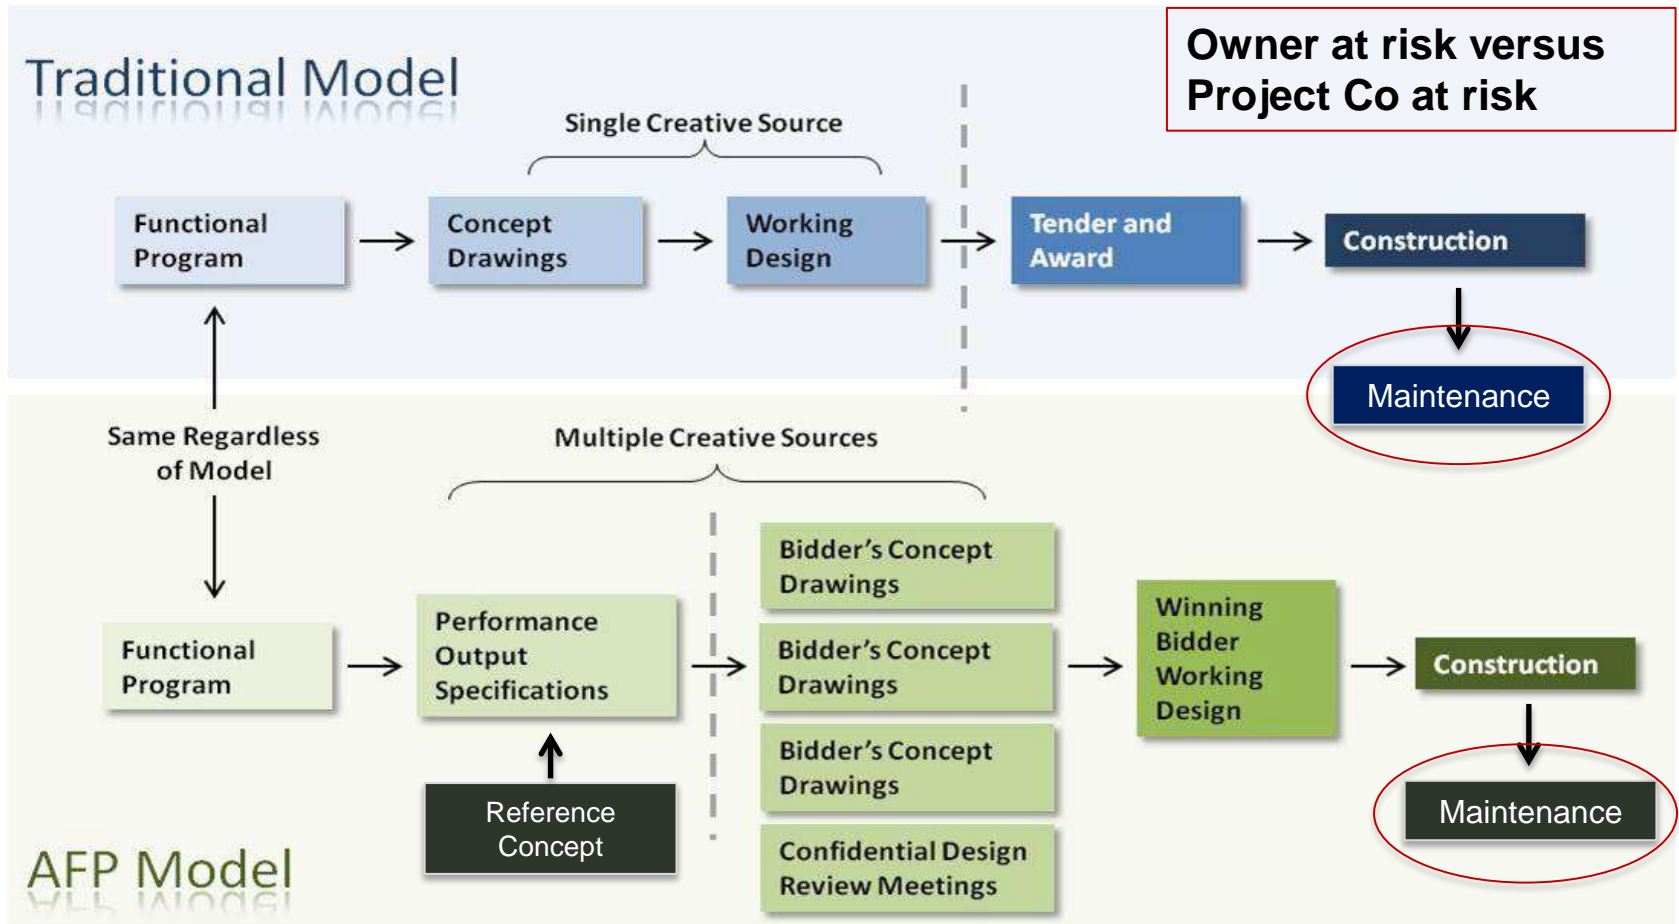 Traditional Model
Owner at risk versus
Project Co at risk
Single Creative Source
Functional
Program
Concept
Drawings
Working
Design
Tender and
Award
Construction
Maintenance
Same Regardless
of Model
Multiple Creative Sources
Functional
Program
Performance
Output
Specifications
Reference
Concept
Bidder's Concept
Drawings
Bidder's Concept
Drawings
Bidder's Concept
Drawings
Confidential Design
Review Meetings
Winning
Bidder
Working
Design
Construction
Maintenance
AFP Model